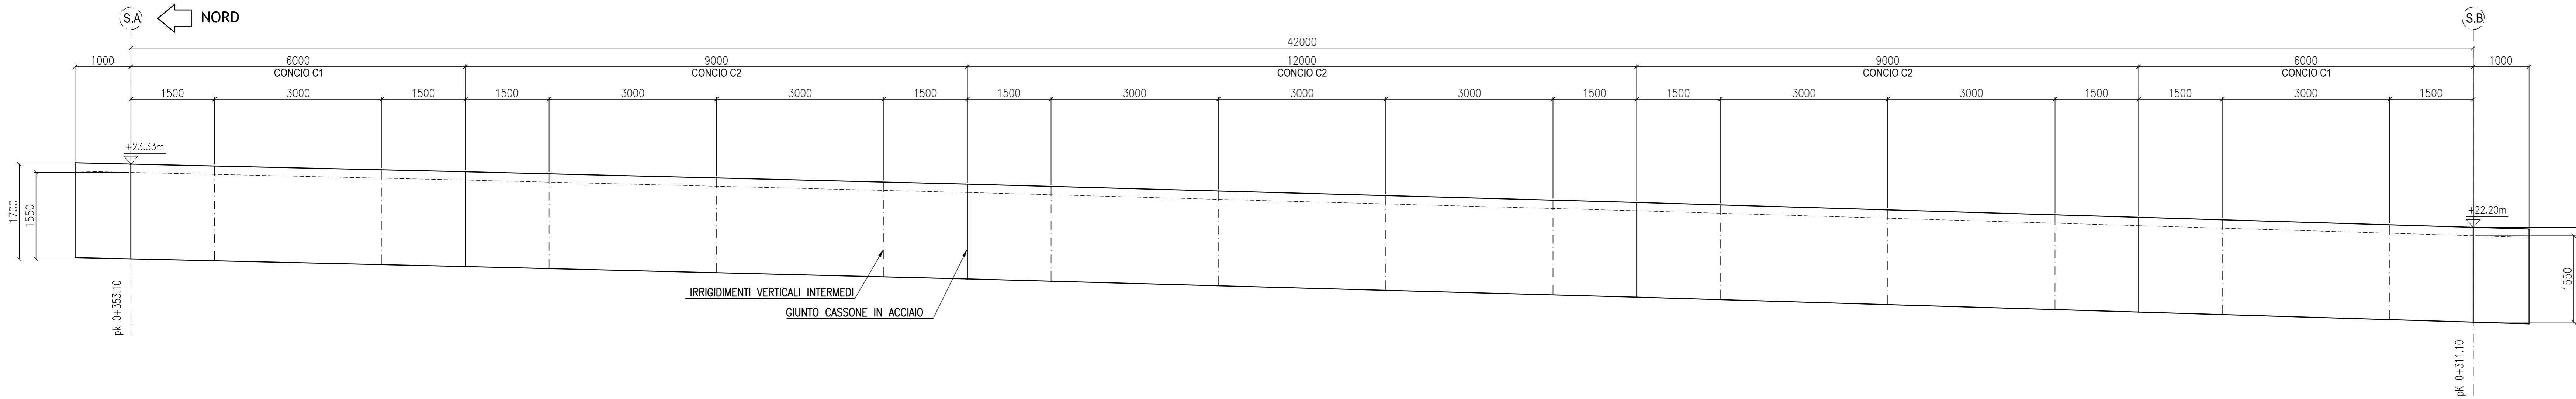 S.A
NORD
S.B
42000
1000
6000
9000
12000
9000
6000
1000
CONCIO C1
CONCIO C2
CONCIO C2
CONCIO C2
CONCIO C1
1500
3000
1500
1500
3000
3000
1500
1500
3000
3000
3000
1500
1500
3000
3000
1500
1500
3000
1500
+23.33m
+22.20m
1700
1550
IRRIGIDIMENTI VERTICALI INTERMEDI
GIUNTO CASSONE IN ACCIAIO
1550
pk 0+353.10
pK 0+311.10